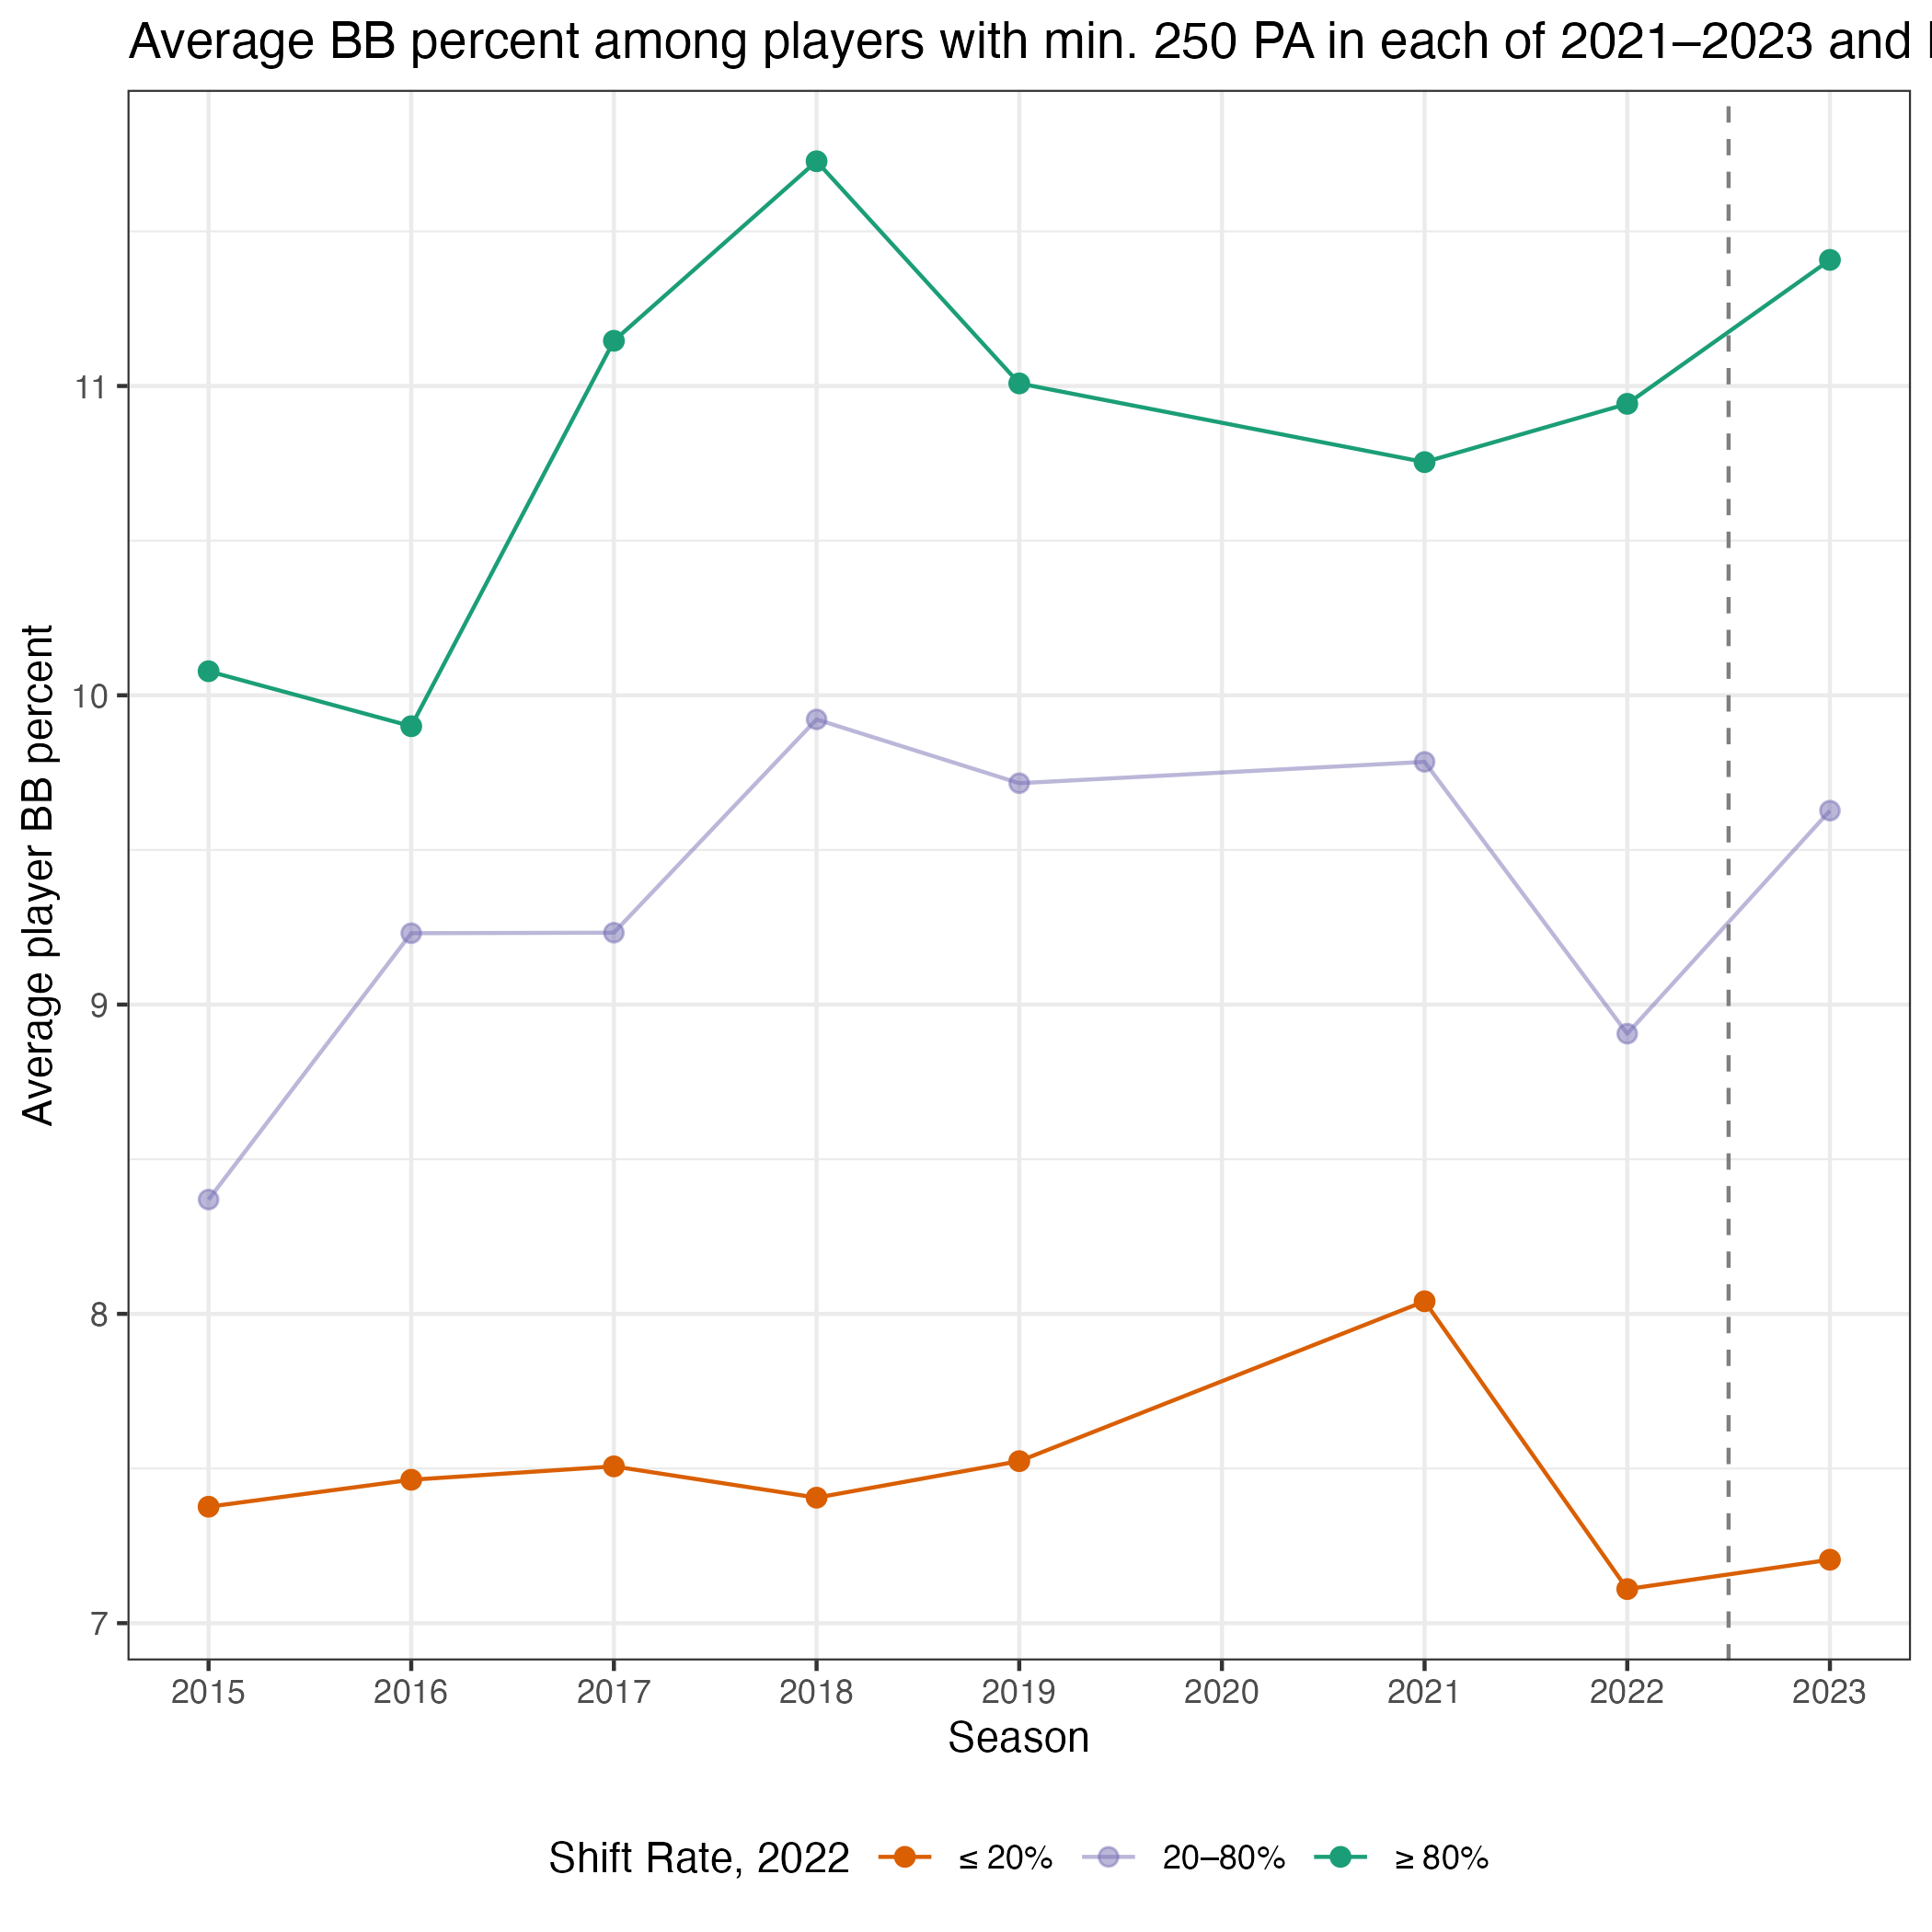 Average BB percent among players with min. 250 PA in each of 2021–2023 and
Average player BB percent
11
10
9
8
7
2015 2016 2017 2018 2019 2020 2021 2022 2023
Season
Shift Rate, 2022 ≤ 20% 20–80% ≥ 80%